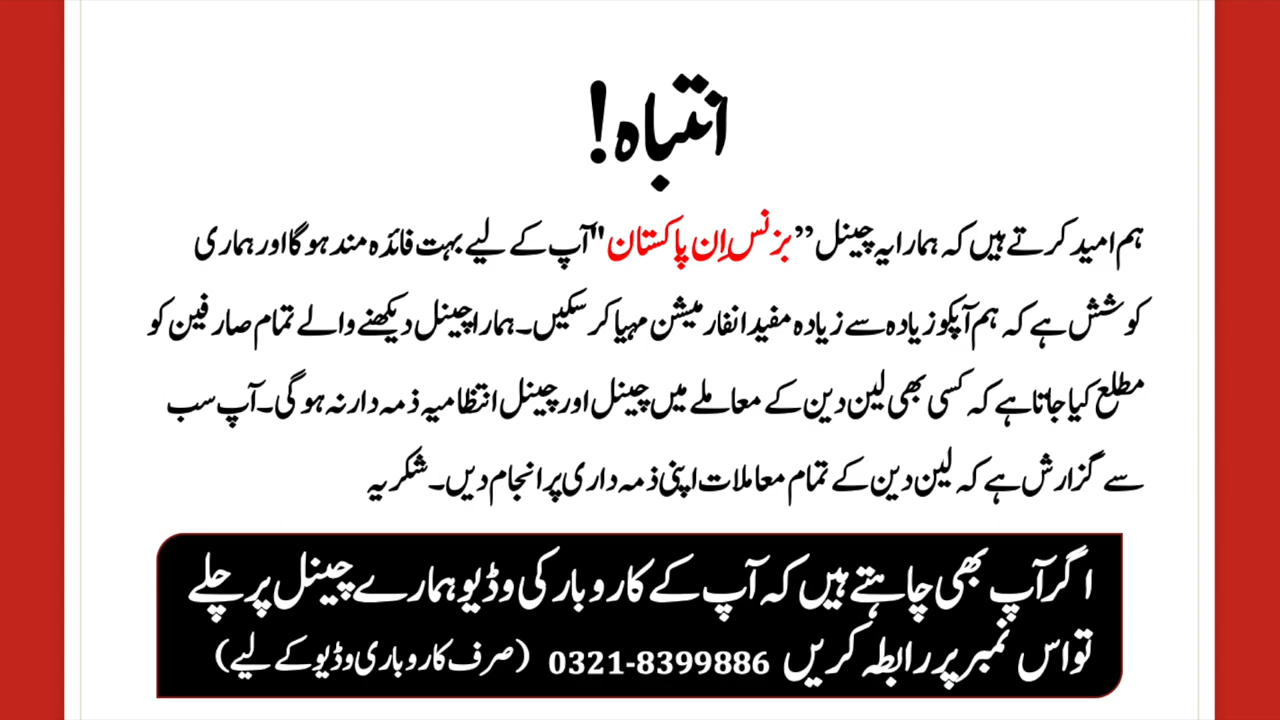 انتباہ!
ہم امید کرتے ہیں کہ ہمارا یہ چینل ”بزنس اِن پاکستان" آپ کے لیے بہت فائدہ مند ہوگا اور ہماری
کوشش ہے کہ ہم آپکو زیادہ سے زیادہ مفید انفارمیشن مہیا کر سکیں۔ ہمارا چینل دیکھنے والے تمام صارفین کو
مطلع کیا جاتا ہے کہ کسی بھی لین دین کے معاملے میں چینل اور چینل انتظامیہ ذمہ دار نہ ہوگی۔ آپ سب
سے گزارش ہے کہ لین دین کے تمام معاملات اپنی ذمہ داری پر انجام دیں۔ شکریہ
اگر آپ بھی چاہتے ہیں کہ آپ کے کاروبار کی وڈیو ہمارے چینل پر چلے
تو اس نمبر پر رابطہ کریں 0321-8399886 (صرف کاروباری وڈیو کے لیے)